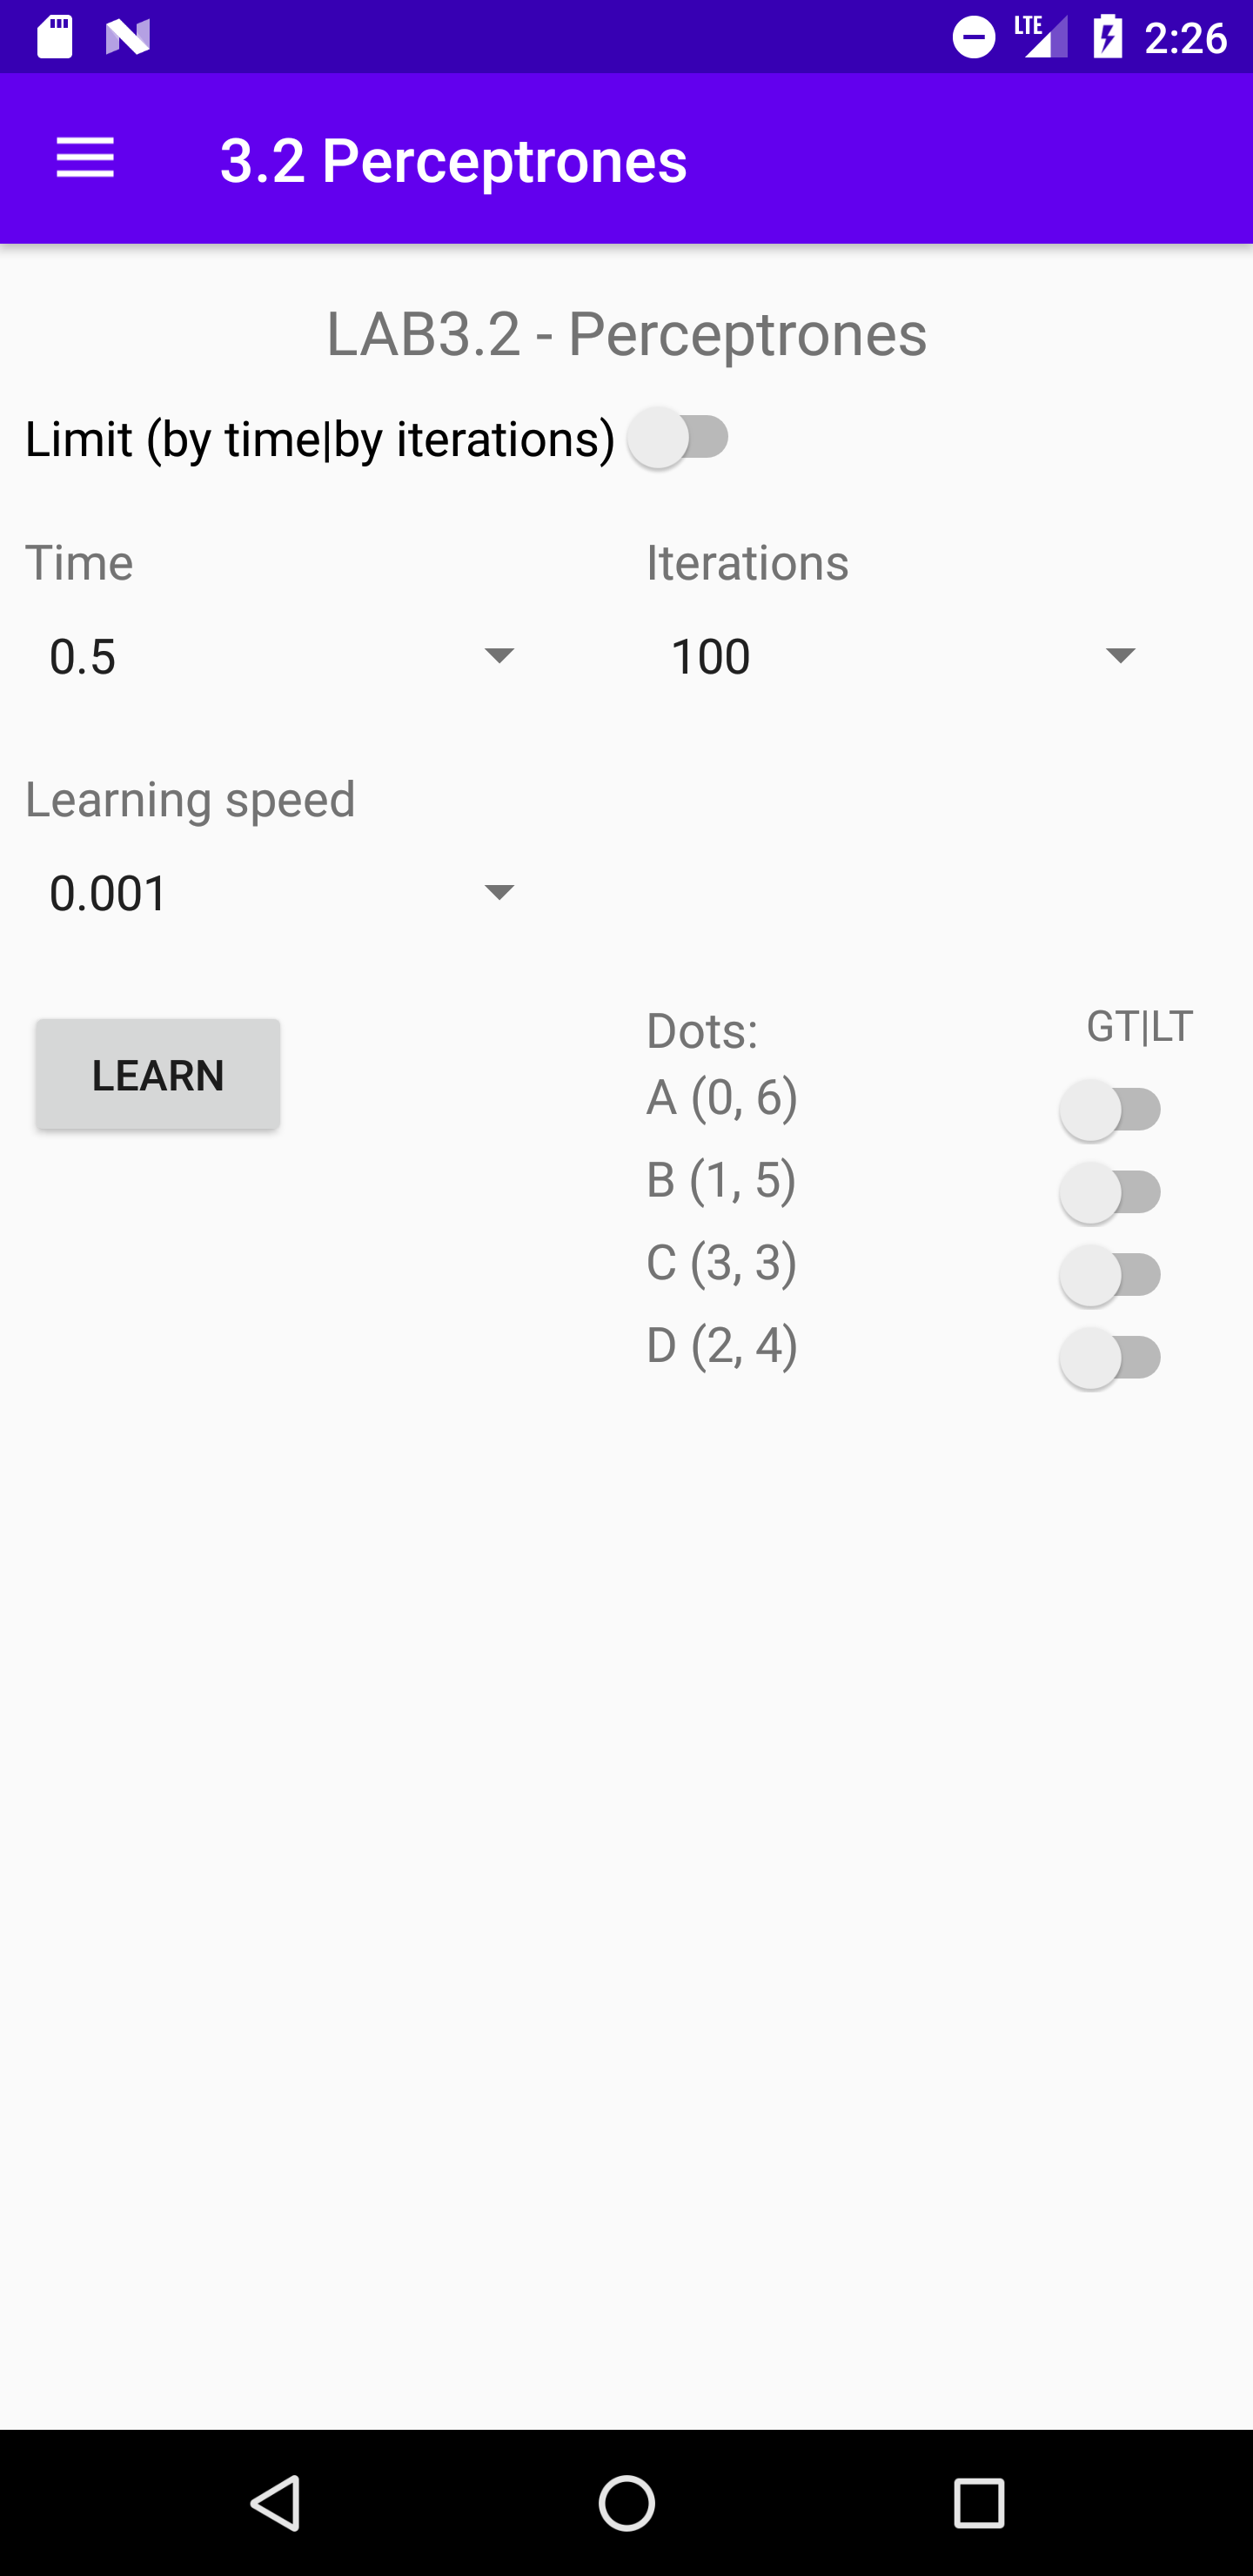 LTE 2:26
3.2 Perceptrones
LAB3.2 - Perceptrones
Limit (by time|by iterations)
Time Iterations
0.5 100
Learning speed
0.001
LEARN
Dots: GT|LT
A (0, 6)
B (1, 5)
C (3, 3)
D (2, 4)